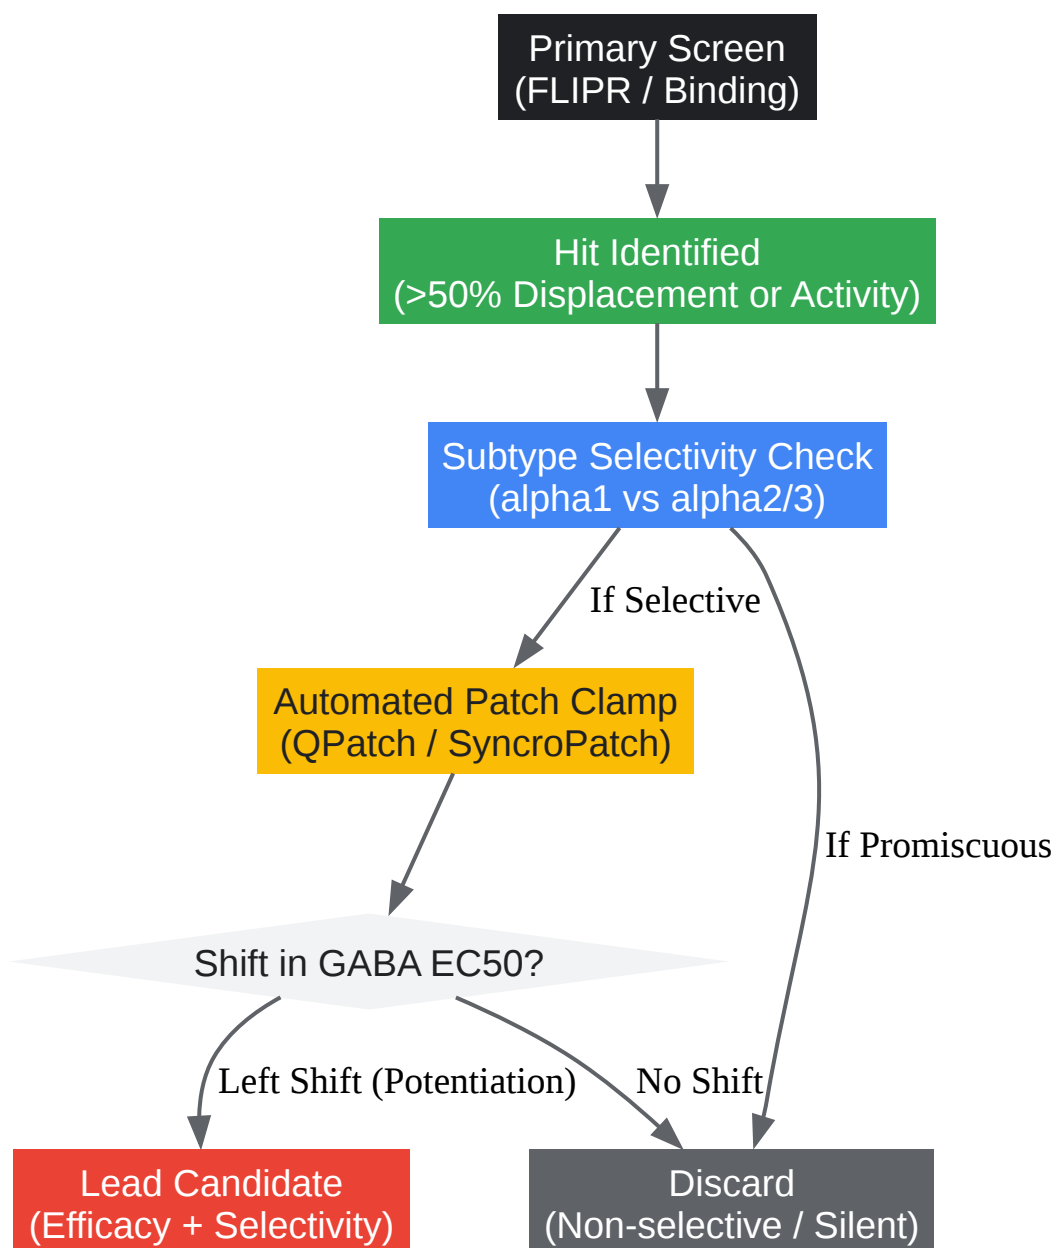 Primary Screen
(FLIPR / Binding)
Hit Identified
(>50% Displacement or Activity)
Subtype Selectivity Check
(alpha1 vs alpha2/3)
If Selective
Automated Patch Clamp
(QPatch / SyncroPatch)
If Promiscuous
Shift in GABA EC50?
Left Shift (Potentiation)
No Shift
Lead Candidate
(Efficacy + Selectivity)
Discard
(Non-selective / Silent)